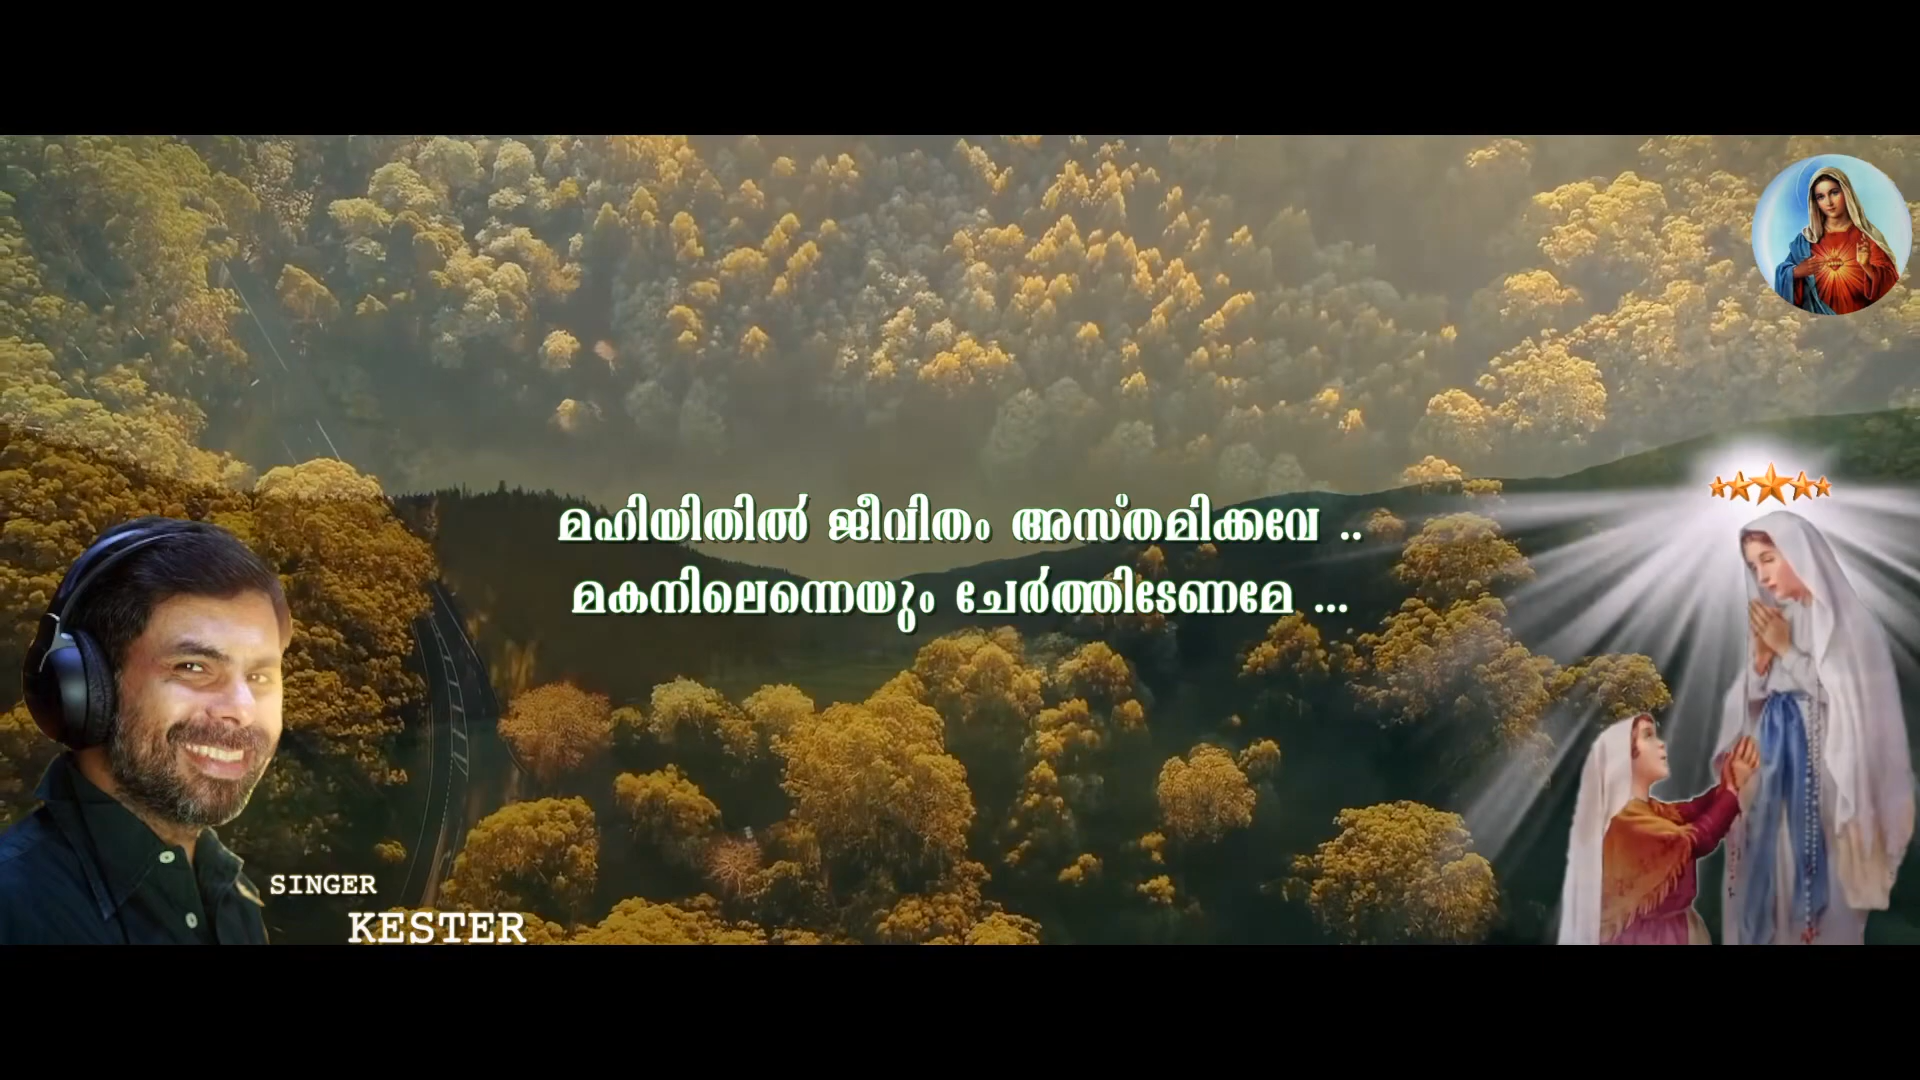 മഹിയിതിൽ ജീവിതം അസ്തമിക്കവേ ..
മകനിലെന്നെയും ചേർത്തിടേണമേ ...
SINGER
KESTER